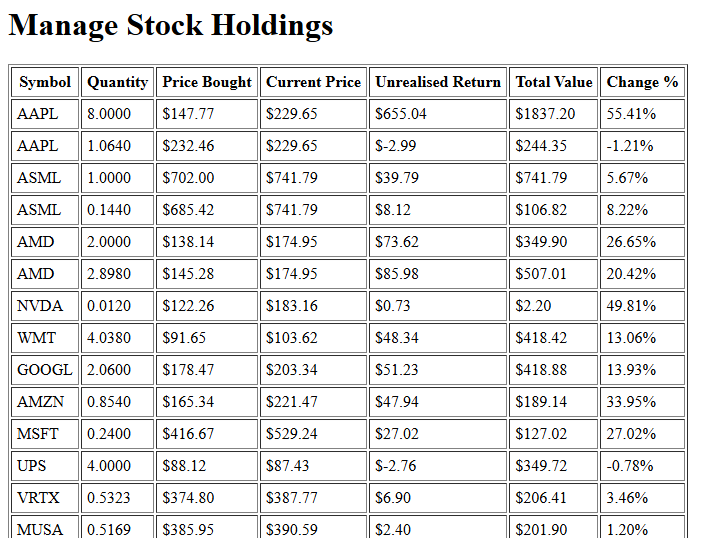 Manage Stock Holdings
Symbol Quantity Price Bought Current Price Unrealised Return Total Value Change %
AAPL 8.0000 $147.77 $229.65 $655.04 $1837.20 55.41%
AAPL 1.0640 $232.46 $229.65 $-2.99 $244.35 -1.21%
ASML 1.0000 $702.00 $741.79 $39.79 $741.79 5.67%
ASML 0.1440 $685.42 $741.79 $8.12 $106.82 8.22%
AMD 2.0000 $138.14 $174.95 $73.62 $349.90 26.65%
AMD 2.8980 $145.28 $174.95 $85.98 $507.01 20.42%
NVDA 0.0120 $122.26 $183.16 $0.73 $2.20 49.81%
WMT 4.0380 $91.65 $103.62 $48.34 $418.42 13.06%
GOOGL 2.0600 $178.47 $203.34 $51.23 $418.88 13.93%
AMZN 0.8540 $165.34 $221.47 $47.94 $189.14 33.95%
MSFT 0.2400 $416.67 $529.24 $27.02 $127.02 27.02%
UPS 4.0000 $88.12 $87.43 $-2.76 $349.72 -0.78%
VRTX 0.5323 $374.80 $387.77 $6.90 $206.41 3.46%
MUSA 0.5169 $385.95 $390.59 $2.40 $201.90 1.20%